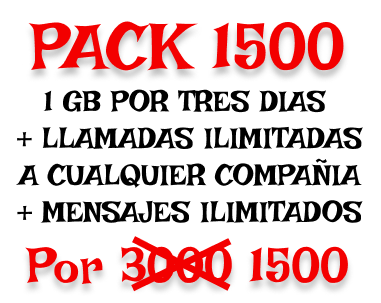 PACK 1500
1 GB POR TRES DIAS
+ LLAMADAS ILIMITADAS
A CUALQUIER COMPAÑIA
+ MENSAJES ILIMITADOS
Por 3000 1500